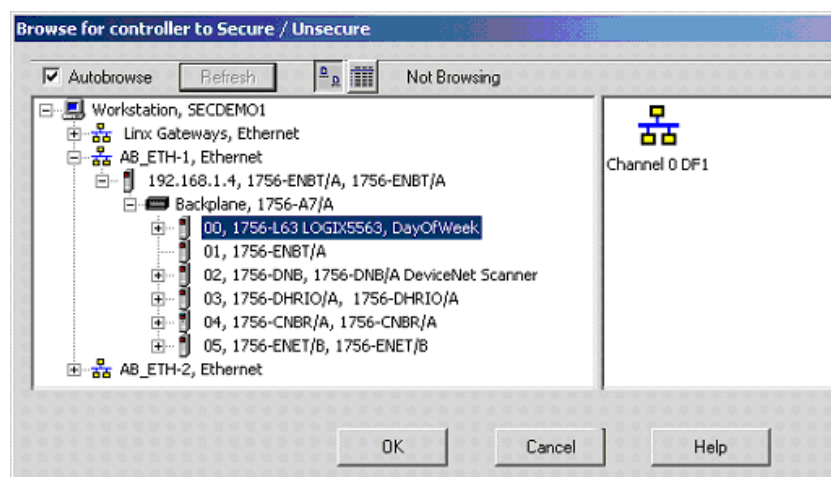 Browse for controller to Secure / Unsecure
Autobrowse Refresh Not Browsing
Workstation, SECDEMO1
Linx Gateways, Ethernet
AB_ETH-1, Ethernet
192.168.1.4, 1756-ENBT/A, 1756-ENBT/A
Backplane, 1756-A7/A
00, 1756-L63 LOGIX5563, DayOfWeek
01, 1756-ENBT/A
02, 1756-DNB, 1756-DNB/A DeviceNet Scanner
03, 1756-DHRIO/A, 1756-DHRIO/A
04, 1756-CNBR/A, 1756-CNBR/A
05, 1756-ENET/B, 1756-ENET/B
AB_ETH-2, Ethernet
Channel 0 DF1
OK Cancel Help